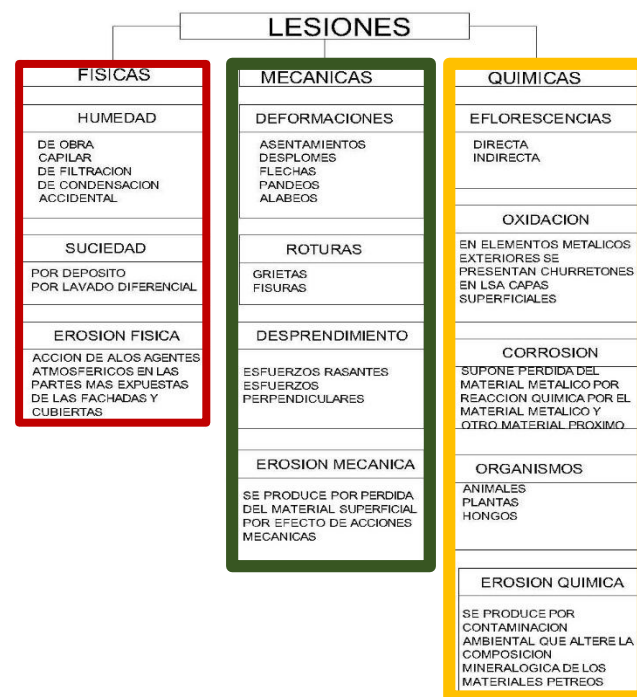 LESIONES
FISICAS
HUMEDAD
DE OBRA
CAPILAR
DE FILTRACION
DE CONDENSACION
ACCIDENTAL
SUCIEDAD
POR DEPOSITO
POR LAVADO DIFERENCIAL
EROSION FISICA
ACCION DE ALOS AGENTES
ATMOSFERICOS EN LAS
PARTES MAS EXPUESTAS
DE LAS FACHADAS Y
CUBIERTAS
MECANICAS
DEFORMACIONES
ASENTAMIENTOS
DESPLOMES
FLECHAS
PANDEOS
ALABEOS
ROTURAS
GRIETAS
FISURAS
DESPRENDIMIENTO
ESFUERZOS RASANTES
ESFUERZOS
PERPENDICULARES
EROSION MECANICA
SE PRODUCE POR PERDIDA
DEL MATERIAL SUPERFICIAL
POR EFECTO DE ACCIONES
MECANICAS
QUIMICAS
EFLORESCENCIAS
DIRECTA
INDIRECTA
OXIDACION
EN ELEMENTOS METALICOS
EXTERIORES SE
PRESENTAN CHURRETONES
EN LSA CAPAS
SUPERFICIALES
CORROSION
SUPONE PERDIDA DEL
MATERIAL METALICO POR
REACCION QUIMICA POR EL
MATERIAL METALICO Y
OTRO MATERIAL PROXIMO
ORGANISMOS
ANIMALES
PLANTAS
HONGOS
EROSION QUIMICA
SE PRODUCE POR
CONTAMINACION
AMBIENTAL QUE ALTERE LA
COMPOSICION
MINERALOGICA DE LOS
MATERIALES PETREOS